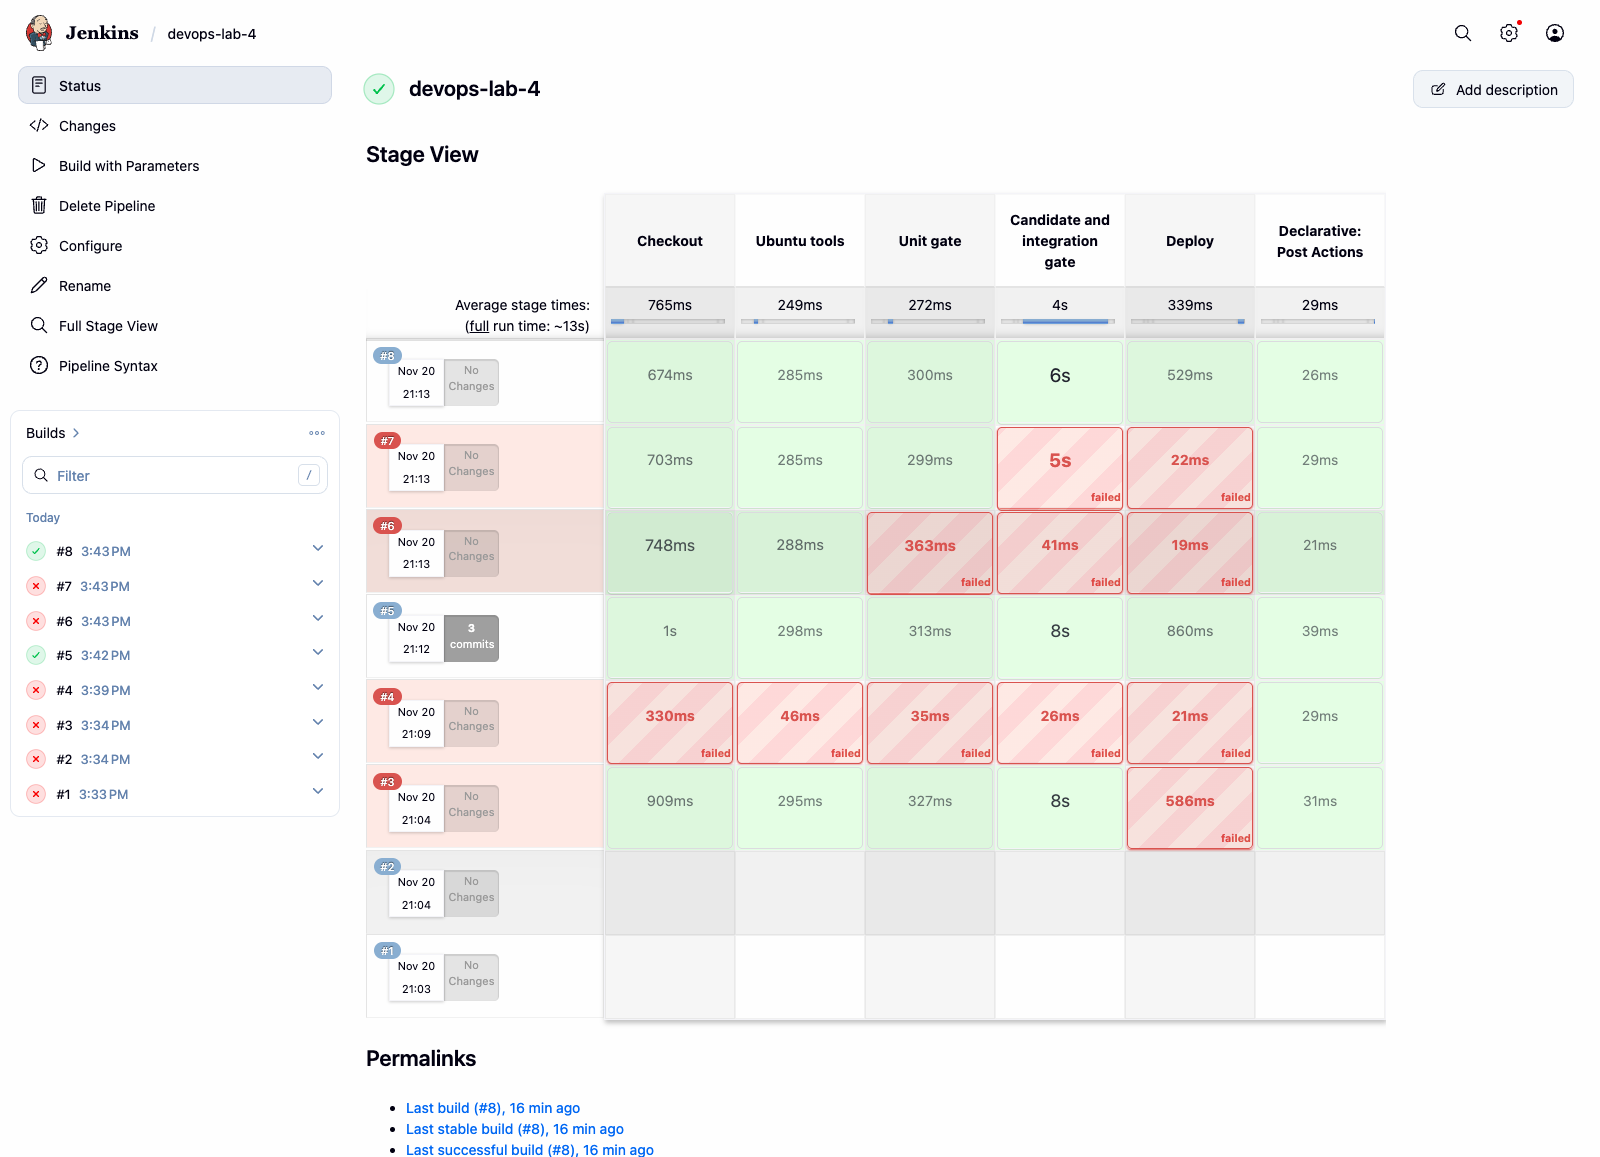 Jenkins / devops-lab-4
Status
Changes
Build with Parameters
Delete Pipeline
Configure
Rename
Full Stage View
Pipeline Syntax
Builds
Filter /
Today
#8 3:43 PM
#7 3:43 PM
#6 3:43 PM
#5 3:42 PM
#4 3:39 PM
#3 3:34 PM
#2 3:34 PM
#1 3:33 PM
devops-lab-4
Add description
Stage View
Checkout
Ubuntu tools
Unit gate
Candidate and
integration
gate
Deploy
Declarative:
Post Actions
Average stage times:
(full run time: ~13s)
765ms 249ms 272ms 4s 339ms 29ms
#8
Nov 20
21:13
No
Changes
674ms 285ms 300ms 6s 529ms 26ms
#7
Nov 20
21:13
No
Changes
703ms 285ms 299ms 5s 22ms 29ms
failed failed
#6
Nov 20
21:13
No
Changes
748ms 288ms 363ms 41ms 19ms 21ms
failed failed failed
#5
Nov 20
21:12
3
commits
1s 298ms 313ms 8s 860ms 39ms
#4
Nov 20
21:09
No
Changes
330ms 46ms 35ms 26ms 21ms 29ms
failed failed failed failed failed
#3
Nov 20
21:04
No
Changes
909ms 295ms 327ms 8s 586ms 31ms
failed
#2
Nov 20
21:04
No
Changes
#1
Nov 20
21:03
No
Changes
Permalinks
Last build (#8), 16 min ago
Last stable build (#8), 16 min ago
Last successful build (#8), 16 min ago